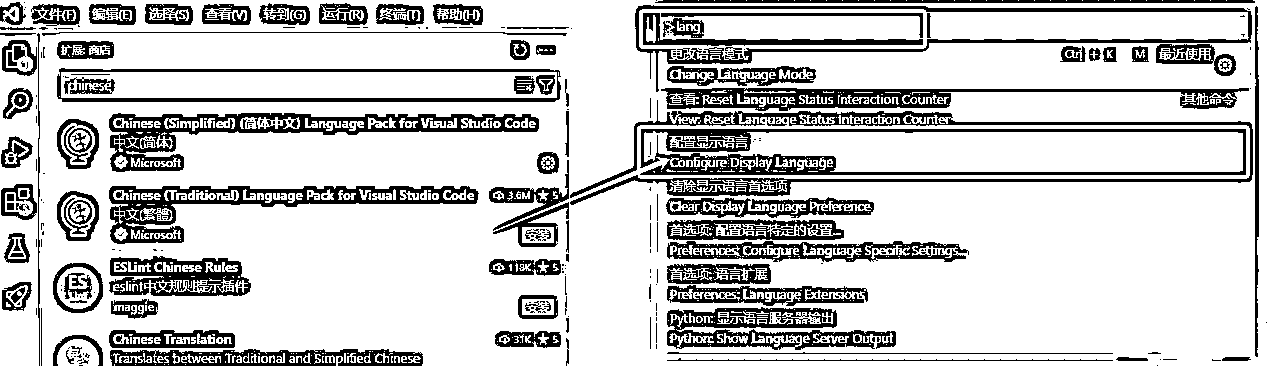 文件(F) 编辑(E) 选择(S) 查看(V) 转到(G) 运行(R) 终端(T) 帮助(H)
扩展: 商店
chinese
Chinese (Simplified) (简体中文) Language Pack for Visual Studio Code
中文(简体)
Microsoft
Chinese (Traditional) Language Pack for Visual Studio Code 3.6M 5
中文(繁體)
Microsoft 安装
ESLint Chinese Rules 118K 5
ES
Lint
eslint中文规则提示插件
maggie 安装
Chinese Translation 31K 5
Translates between Traditional and Simplified Chinese
>lang
更改语言模式 Ctrl + K M 最近使用
Change Language Mode
查看: Reset Language Status Interaction Counter 其他命令
View: Reset Language Status Interaction Counter
配置显示语言
Configure Display Language
清除显示语言首选项
Clear Display Language Preference
首选项: 配置语言特定的设置...
Preferences: Configure Language Specific Settings...
首选项: 语言扩展
Preferences: Language Extensions
Python: 显示语言服务器输出
Python: Show Language Server Output